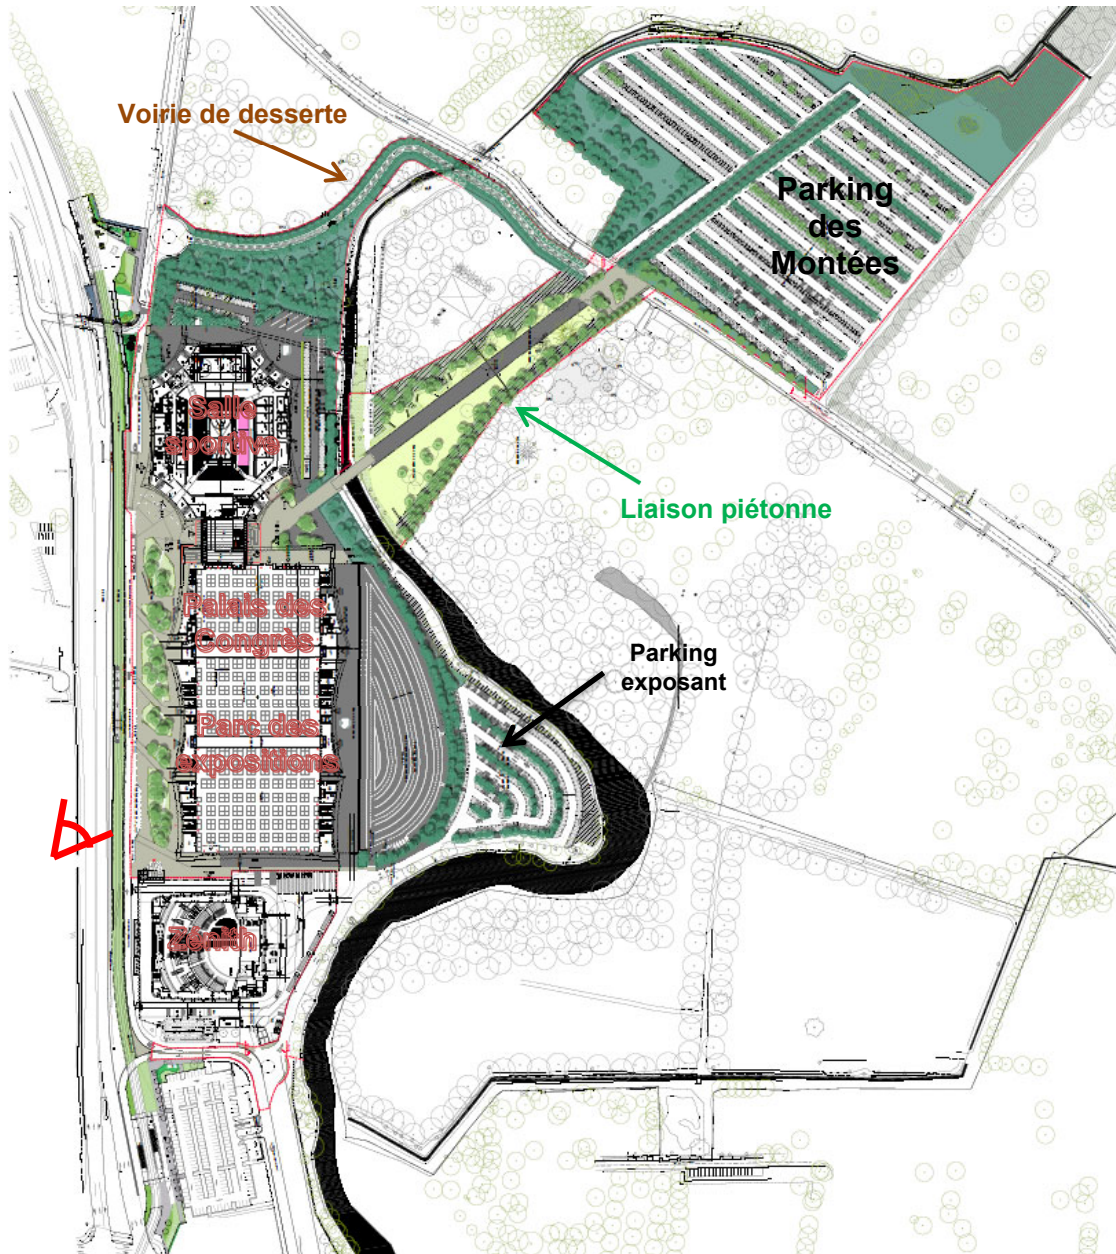 Voirie de desserte
Parking
des
Montées
Salle
sportive
Liaison piétonne
Palais des
Congrès
Parking
exposant
Parc des
expositions
Zénith